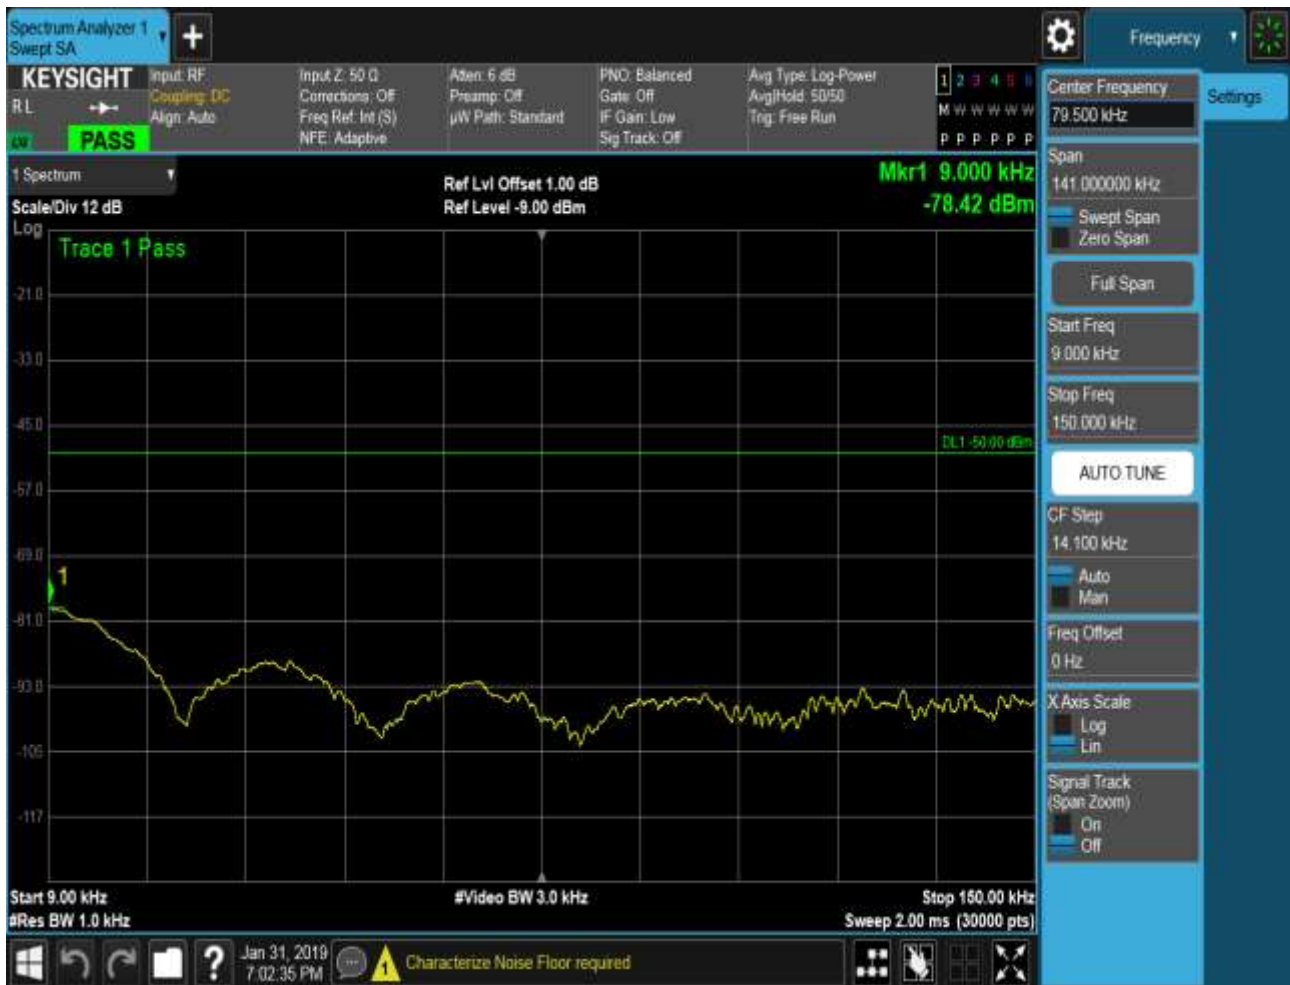 Spectrum Analyzer 1
Swept SA
Frequency
KEYSIGHT
R L
PASS
Input: RF
Coupling: DC
Align: Auto
Input Z: 50 Ω
Corrections: Off
Freq Ref: Int (S)
NFE: Adaptive
Atten: 6 dB
Preamp: Off
µW Path: Standard
PNO: Balanced
Gate: Off
IF Gain: Low
Sig Track: Off
Avg Type: Log-Power
Avg|Hold: 50/50
Trig: Free Run
1 2 3 4 5 6
M W W W W W
P P P P P P
1 Spectrum
Scale/Div 12 dB
Log
Ref Lvl Offset 1.00 dB
Ref Level -9.00 dBm
Mkr1 9.000 kHz
-78.42 dBm
Trace 1 Pass
-21.0
-33.0
-45.0
DL1 -50.00 dBm
-57.0
-69.0
1
-81.0
-93.0
-105
-117
Start 9.00 kHz
#Video BW 3.0 kHz
Stop 150.00 kHz
#Res BW 1.0 kHz
Sweep 2.00 ms (30000 pts)
Center Frequency
79.500 kHz
Settings
Span
141.000000 kHz
Swept Span
Zero Span
Full Span
Start Freq
9.000 kHz
Stop Freq
150.000 kHz
AUTO TUNE
CF Step
14.100 kHz
Auto
Man
Freq Offset
0 Hz
X Axis Scale
Log
Lin
Signal Track
(Span Zoom)
On
Off
?
Jan 31, 2019
7:02:35 PM
1
Characterize Noise Floor required